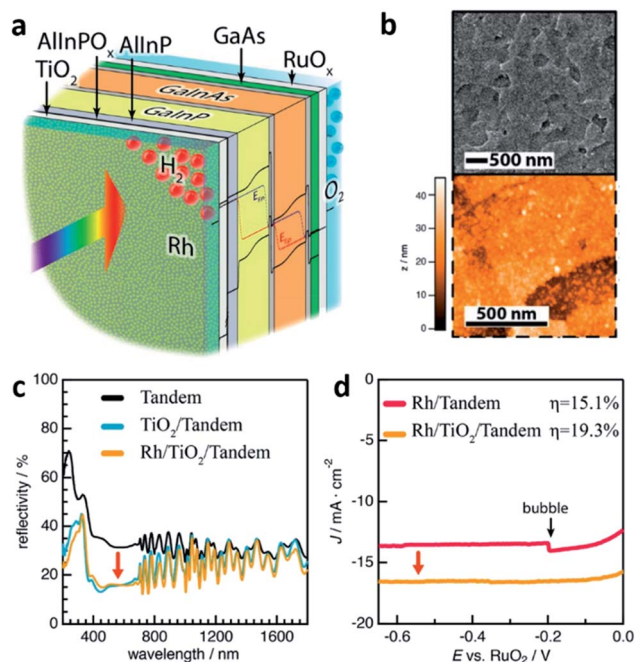 a
AlInPOx
AlInP
GaAs
RuOx
TiO2
GaInAs
GaInP
H2
O2
Rh
b
500 nm
z / nm
40
30
20
10
0
500 nm
c
reflectivity / %
100
80
60
40
20
0
Tandem
TiO2/Tandem
Rh/TiO2/Tandem
400
800
1200
1600
wavelength / nm
d
J / mA · cm-2
0
-5
-10
-15
-20
Rh/Tandem η=15.1%
Rh/TiO2/Tandem η=19.3%
bubble
-0.6
-0.4
-0.2
0.0
E vs. RuO2 / V